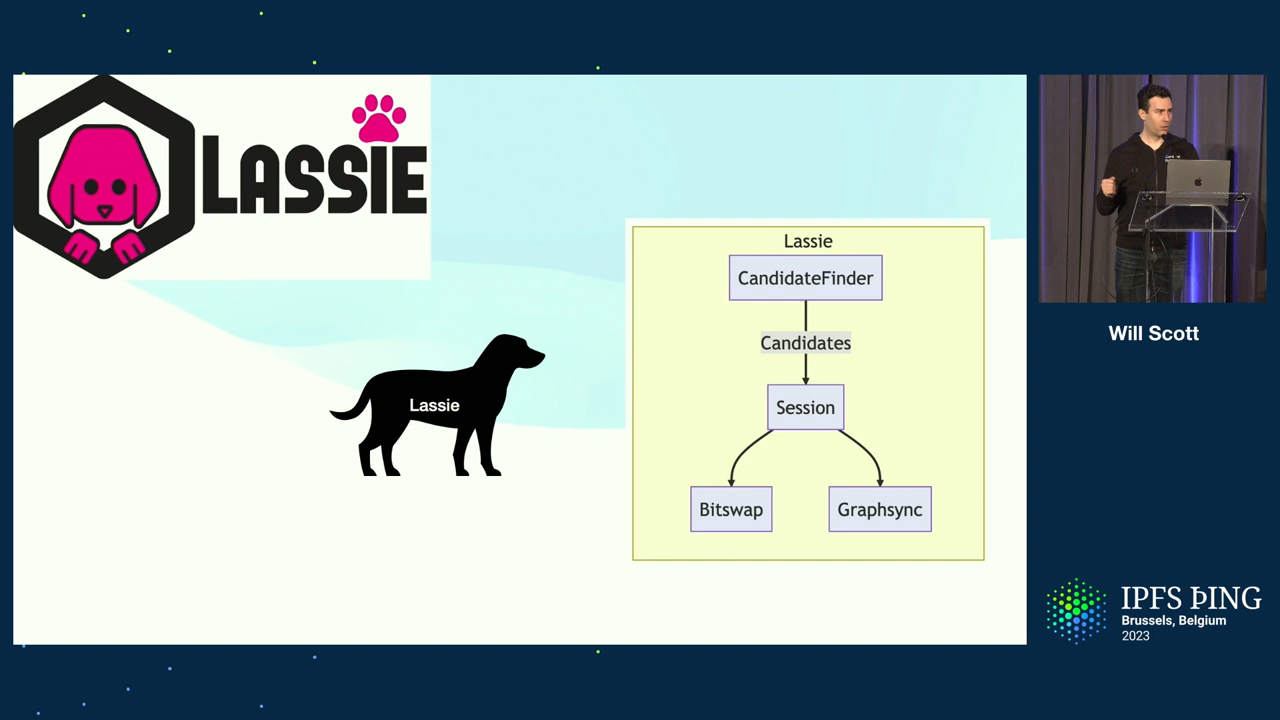 LASSIE
Lassie
Lassie
CandidateFinder
Candidates
Session
Bitswap
Graphsync
Will Scott
IPFS ÞING
Brussels, Belgium
2023